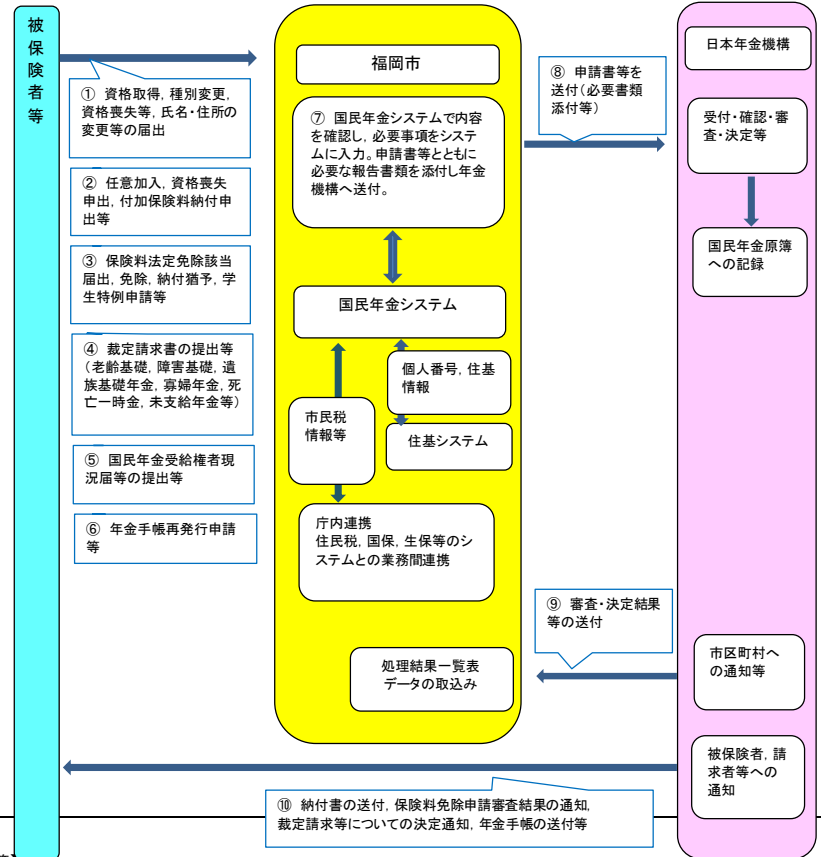 被
保
険
者
等
① 資格取得，種別変更，
資格喪失等，氏名・住所の
変更等の届出
② 任意加入，資格喪失
申出，付加保険料納付申
出等
③ 保険料法定免除該当
届出，免除，納付猶予，学
生特例申請等
④ 裁定請求書の提出等
（老齢基礎，障害基礎，遺
族基礎年金，寡婦年金，死
亡一時金，未支給年金等）
⑤ 国民年金受給権者現
況届等の提出等
⑥ 年金手帳再発行申請
等
福岡市
⑦ 国民年金システムで内容
を確認し，必要事項をシステ
ムに入力。申請書等とともに
必要な報告書類を添付し年金
機構へ送付。
国民年金システム
個人番号，住基
情報
市民税
情報等
住基システム
庁内連携
住民税，国保，生保等のシ
ステムとの業務間連携
処理結果一覧表
データの取込み
⑧ 申請書等を
送付（必要書類
添付等）
日本年金機構
受付・確認・審
査・決定等
国民年金原簿
への記録
⑨ 審査・決定結果
等の送付
市区町村へ
の通知等
被保険者，請
求者等への
通知
⑩ 納付書の送付，保険料免除申請審査結果の通知，
裁定請求等についての決定通知，年金手帳の送付等